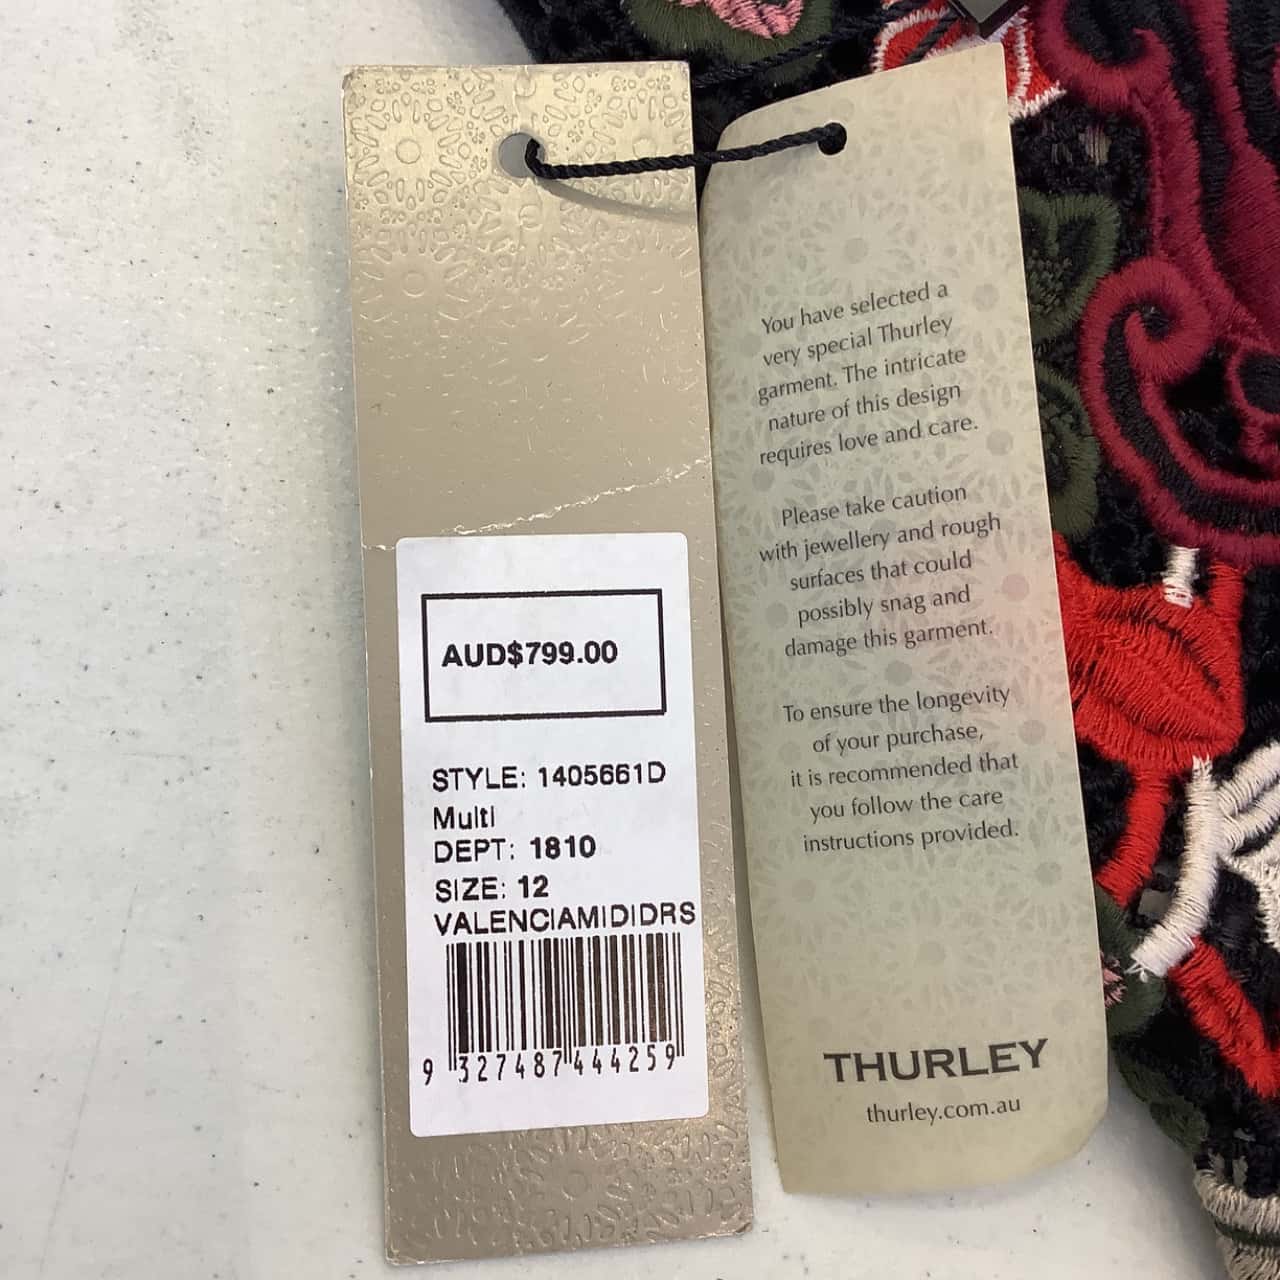 AUD$799.00
STYLE: 1405661D
Multi
DEPT: 1810
SIZE: 12
VALENCIAMIDIDRS
9 327487 444259
You have selected a
very special Thurley
garment. The intricate
nature of this design
requires love and care.
Please take caution
with jewellery and rough
surfaces that could
possibly snag and
damage this garment.
To ensure the longevity
of your purchase,
it is recommended that
you follow the care
instructions provided.
THURLEY
thurley.com.au